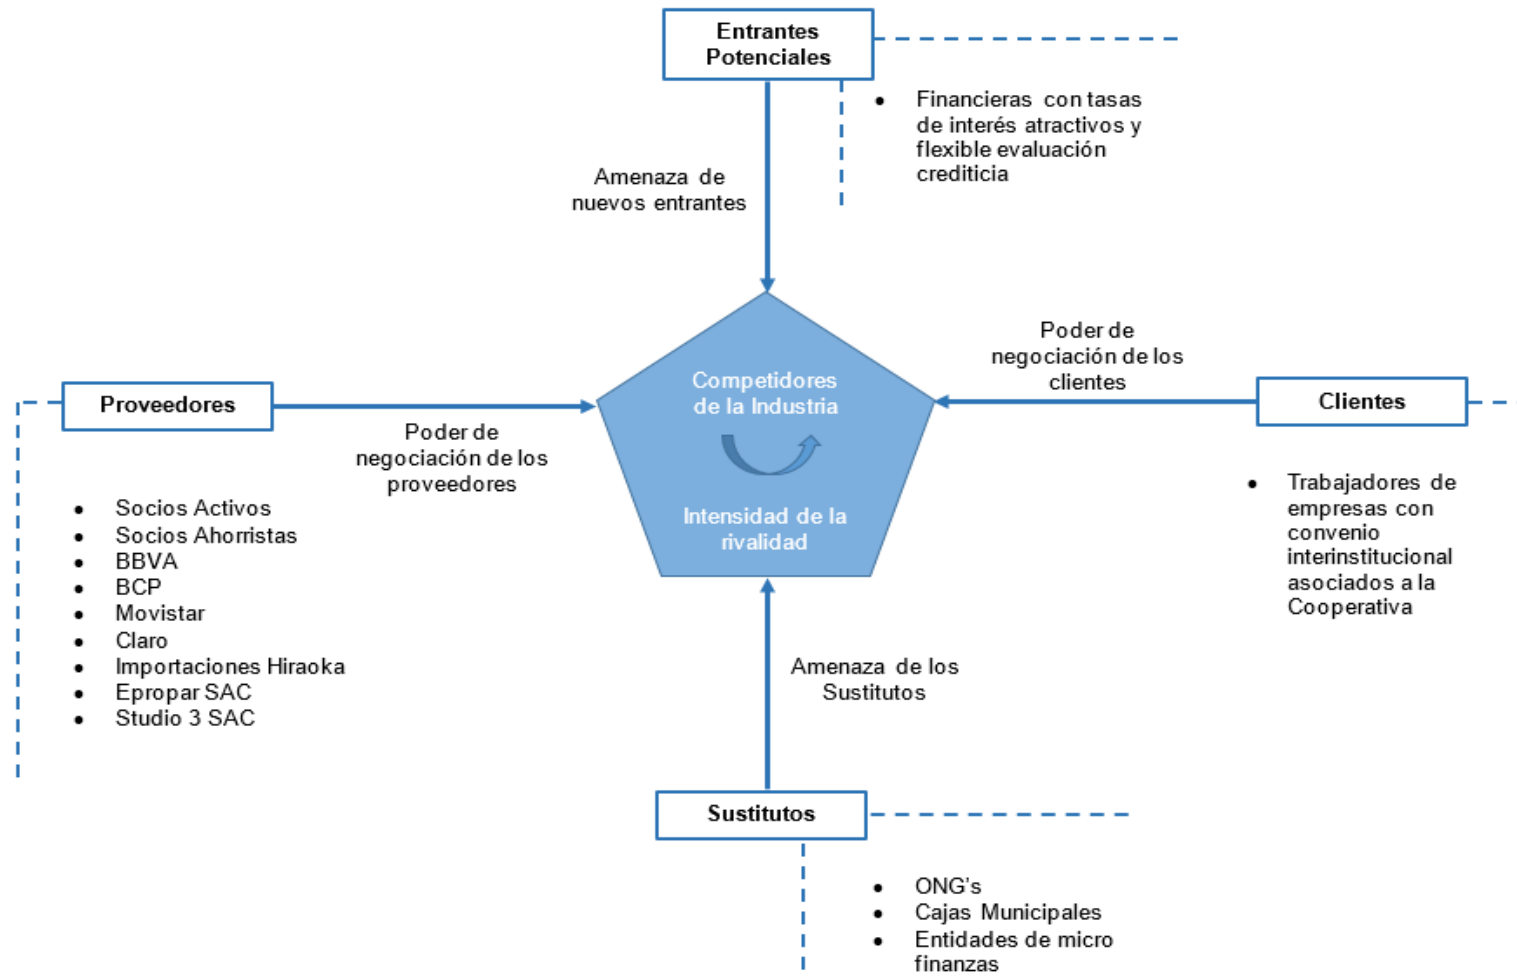 Entrantes
Potenciales
Financieras con tasas
de interés atractivos y
flexible evaluación
crediticia
Amenaza de
nuevos entrantes
Competidores
de la Industria
Intensidad de la
rivalidad
Poder de
negociación de los
clientes
Clientes
Trabajadores de
empresas con
convenio
interinstitucional
asociados a la
Cooperativa
Proveedores
Poder de
negociación de los
proveedores
Socios Activos
Socios Ahorristas
BBVA
BCP
Movistar
Claro
Importaciones Hiraoka
Epropar SAC
Studio 3 SAC
Amenaza de los
Sustitutos
Sustitutos
ONG's
Cajas Municipales
Entidades de micro
finanzas